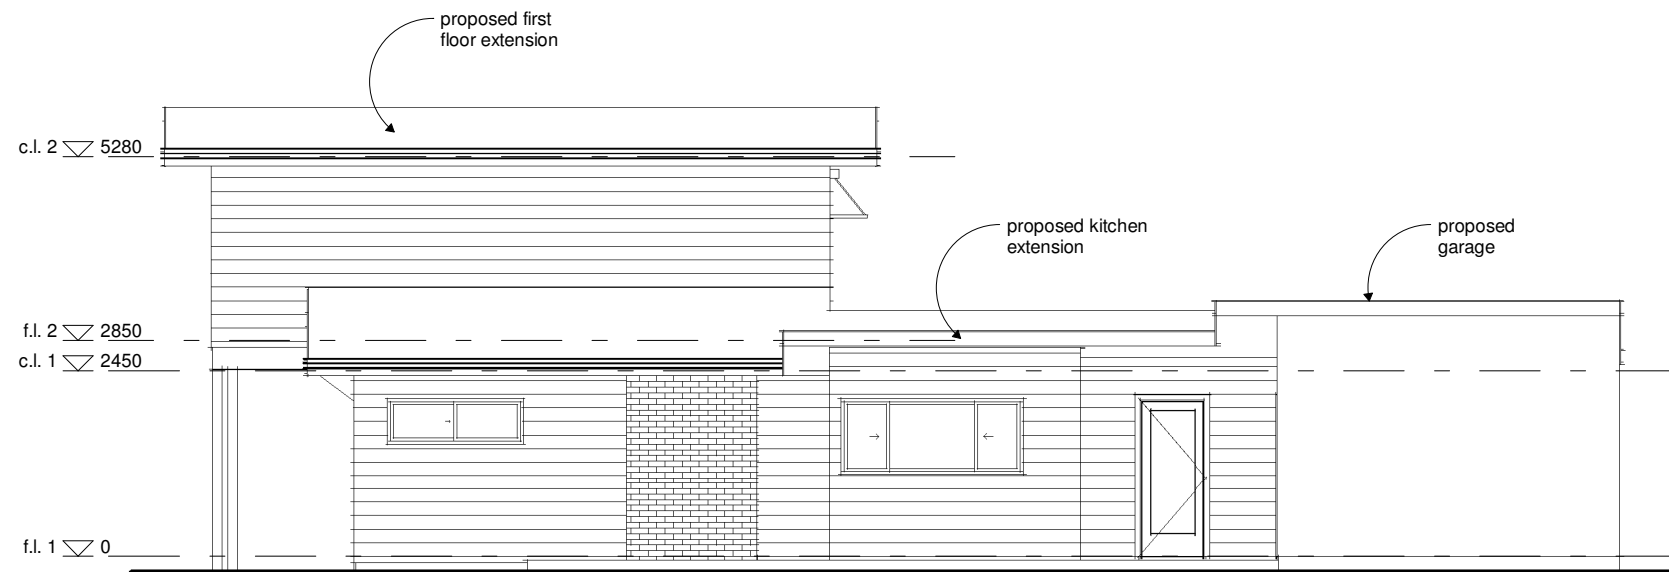 proposed first
floor extension
c.l. 2 5280
proposed kitchen
extension
proposed
garage
f.l. 2 2850
c.l. 1 2450
f.l. 1 0